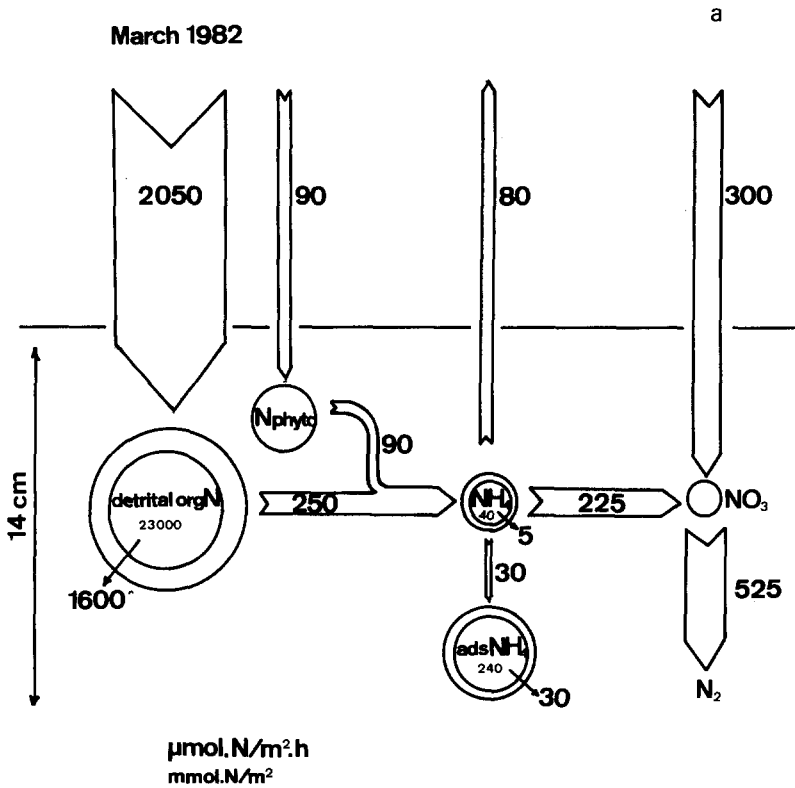 a
March 1982
2050
90
80
300
14 cm
Nphyto
90
detrital orgN
23000
1600
250
NH4
40
5
225
NO3
30
525
adsNH4
240
30
N2
µmol.N/m².h
mmol.N/m²